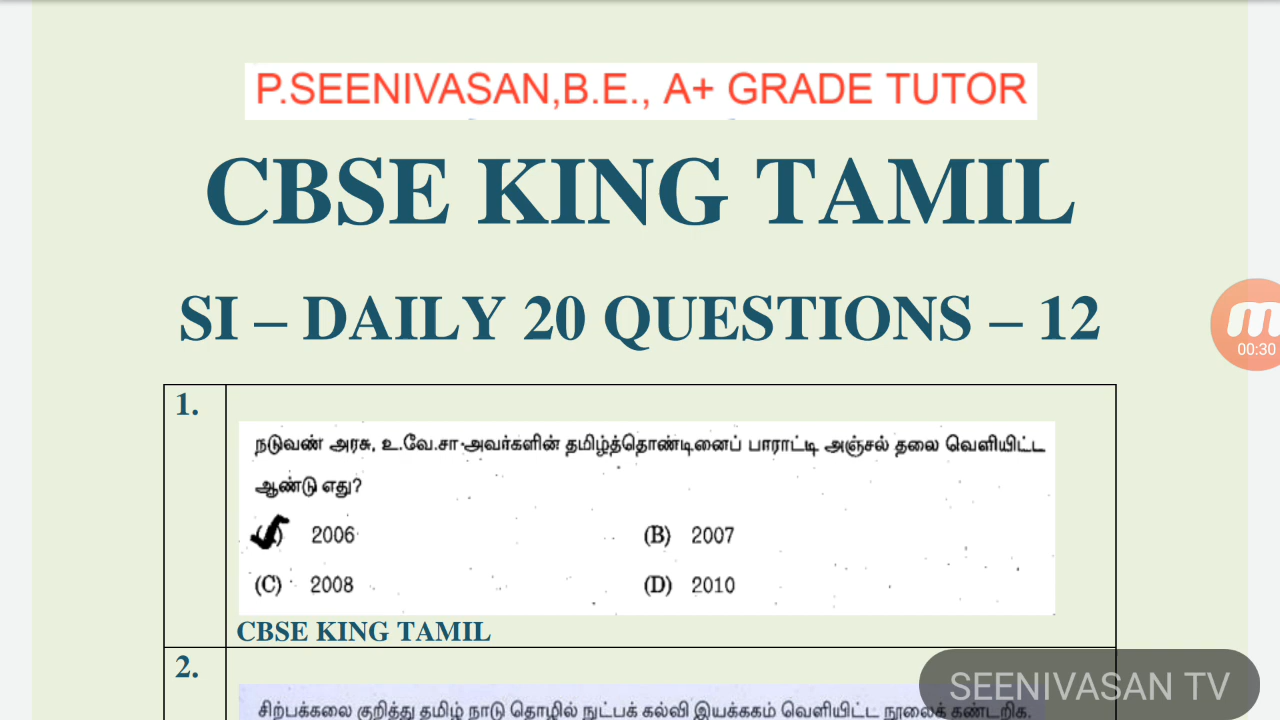 P.SEENIVASAN,B.E., A+ GRADE TUTOR
CBSE KING TAMIL
SI – DAILY 20 QUESTIONS – 12
1.
நடுவண் அரசு, உ.வே.சா அவர்களின் தமிழ்த்தொண்டினைப் பாராட்டி அஞ்சல் தலை வெளியிட்ட
ஆண்டு எது?
2006 (B) 2007
(C) 2008 (D) 2010
CBSE KING TAMIL
2.
சிற்பக்கலை குறித்து தமிழ் நாடு தொழில் நுட்பக் கல்வி இயக்ககம் வெளியிட்ட நூலைக் கண்டறிக.
00:30
SEENIVASAN TV